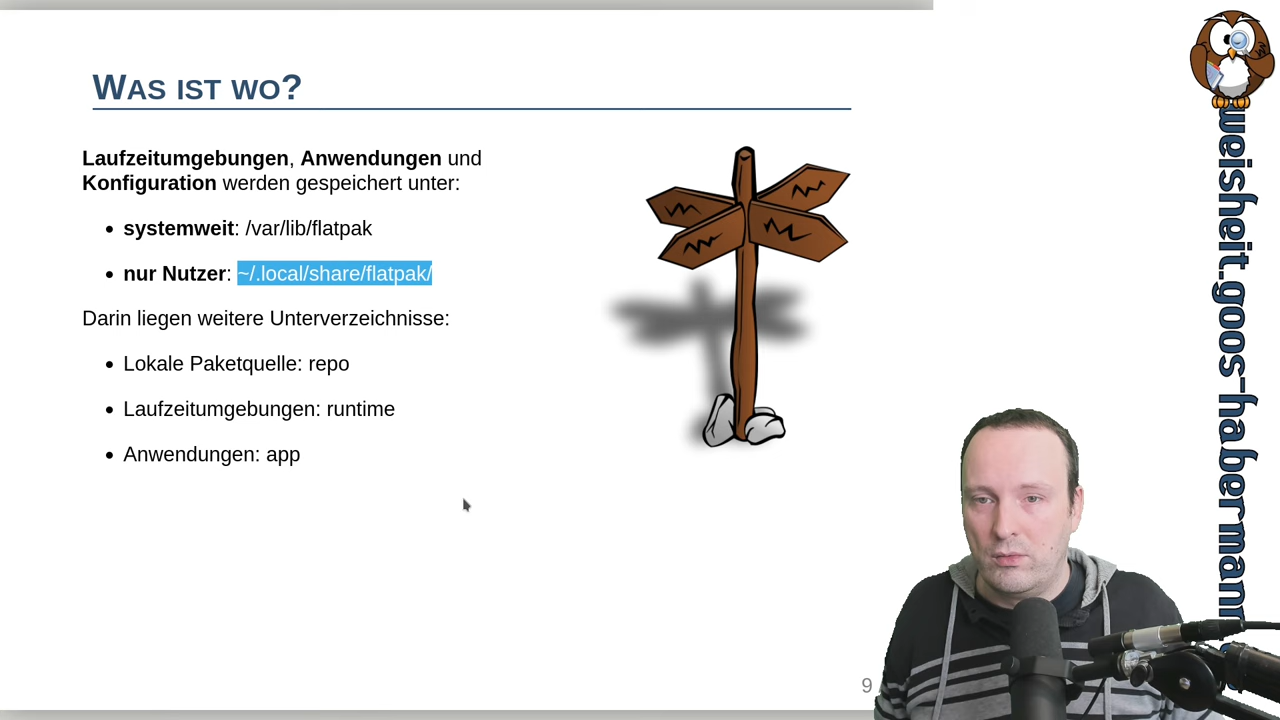 Was ist wo?
Laufzeitumgebungen, Anwendungen und
Konfiguration werden gespeichert unter:
• systemweit: /var/lib/flatpak
• nur Nutzer: ~/.local/share/flatpak/
Darin liegen weitere Unterverzeichnisse:
• Lokale Paketquelle: repo
• Laufzeitumgebungen: runtime
• Anwendungen: app
9
weisheit.goos-habermann